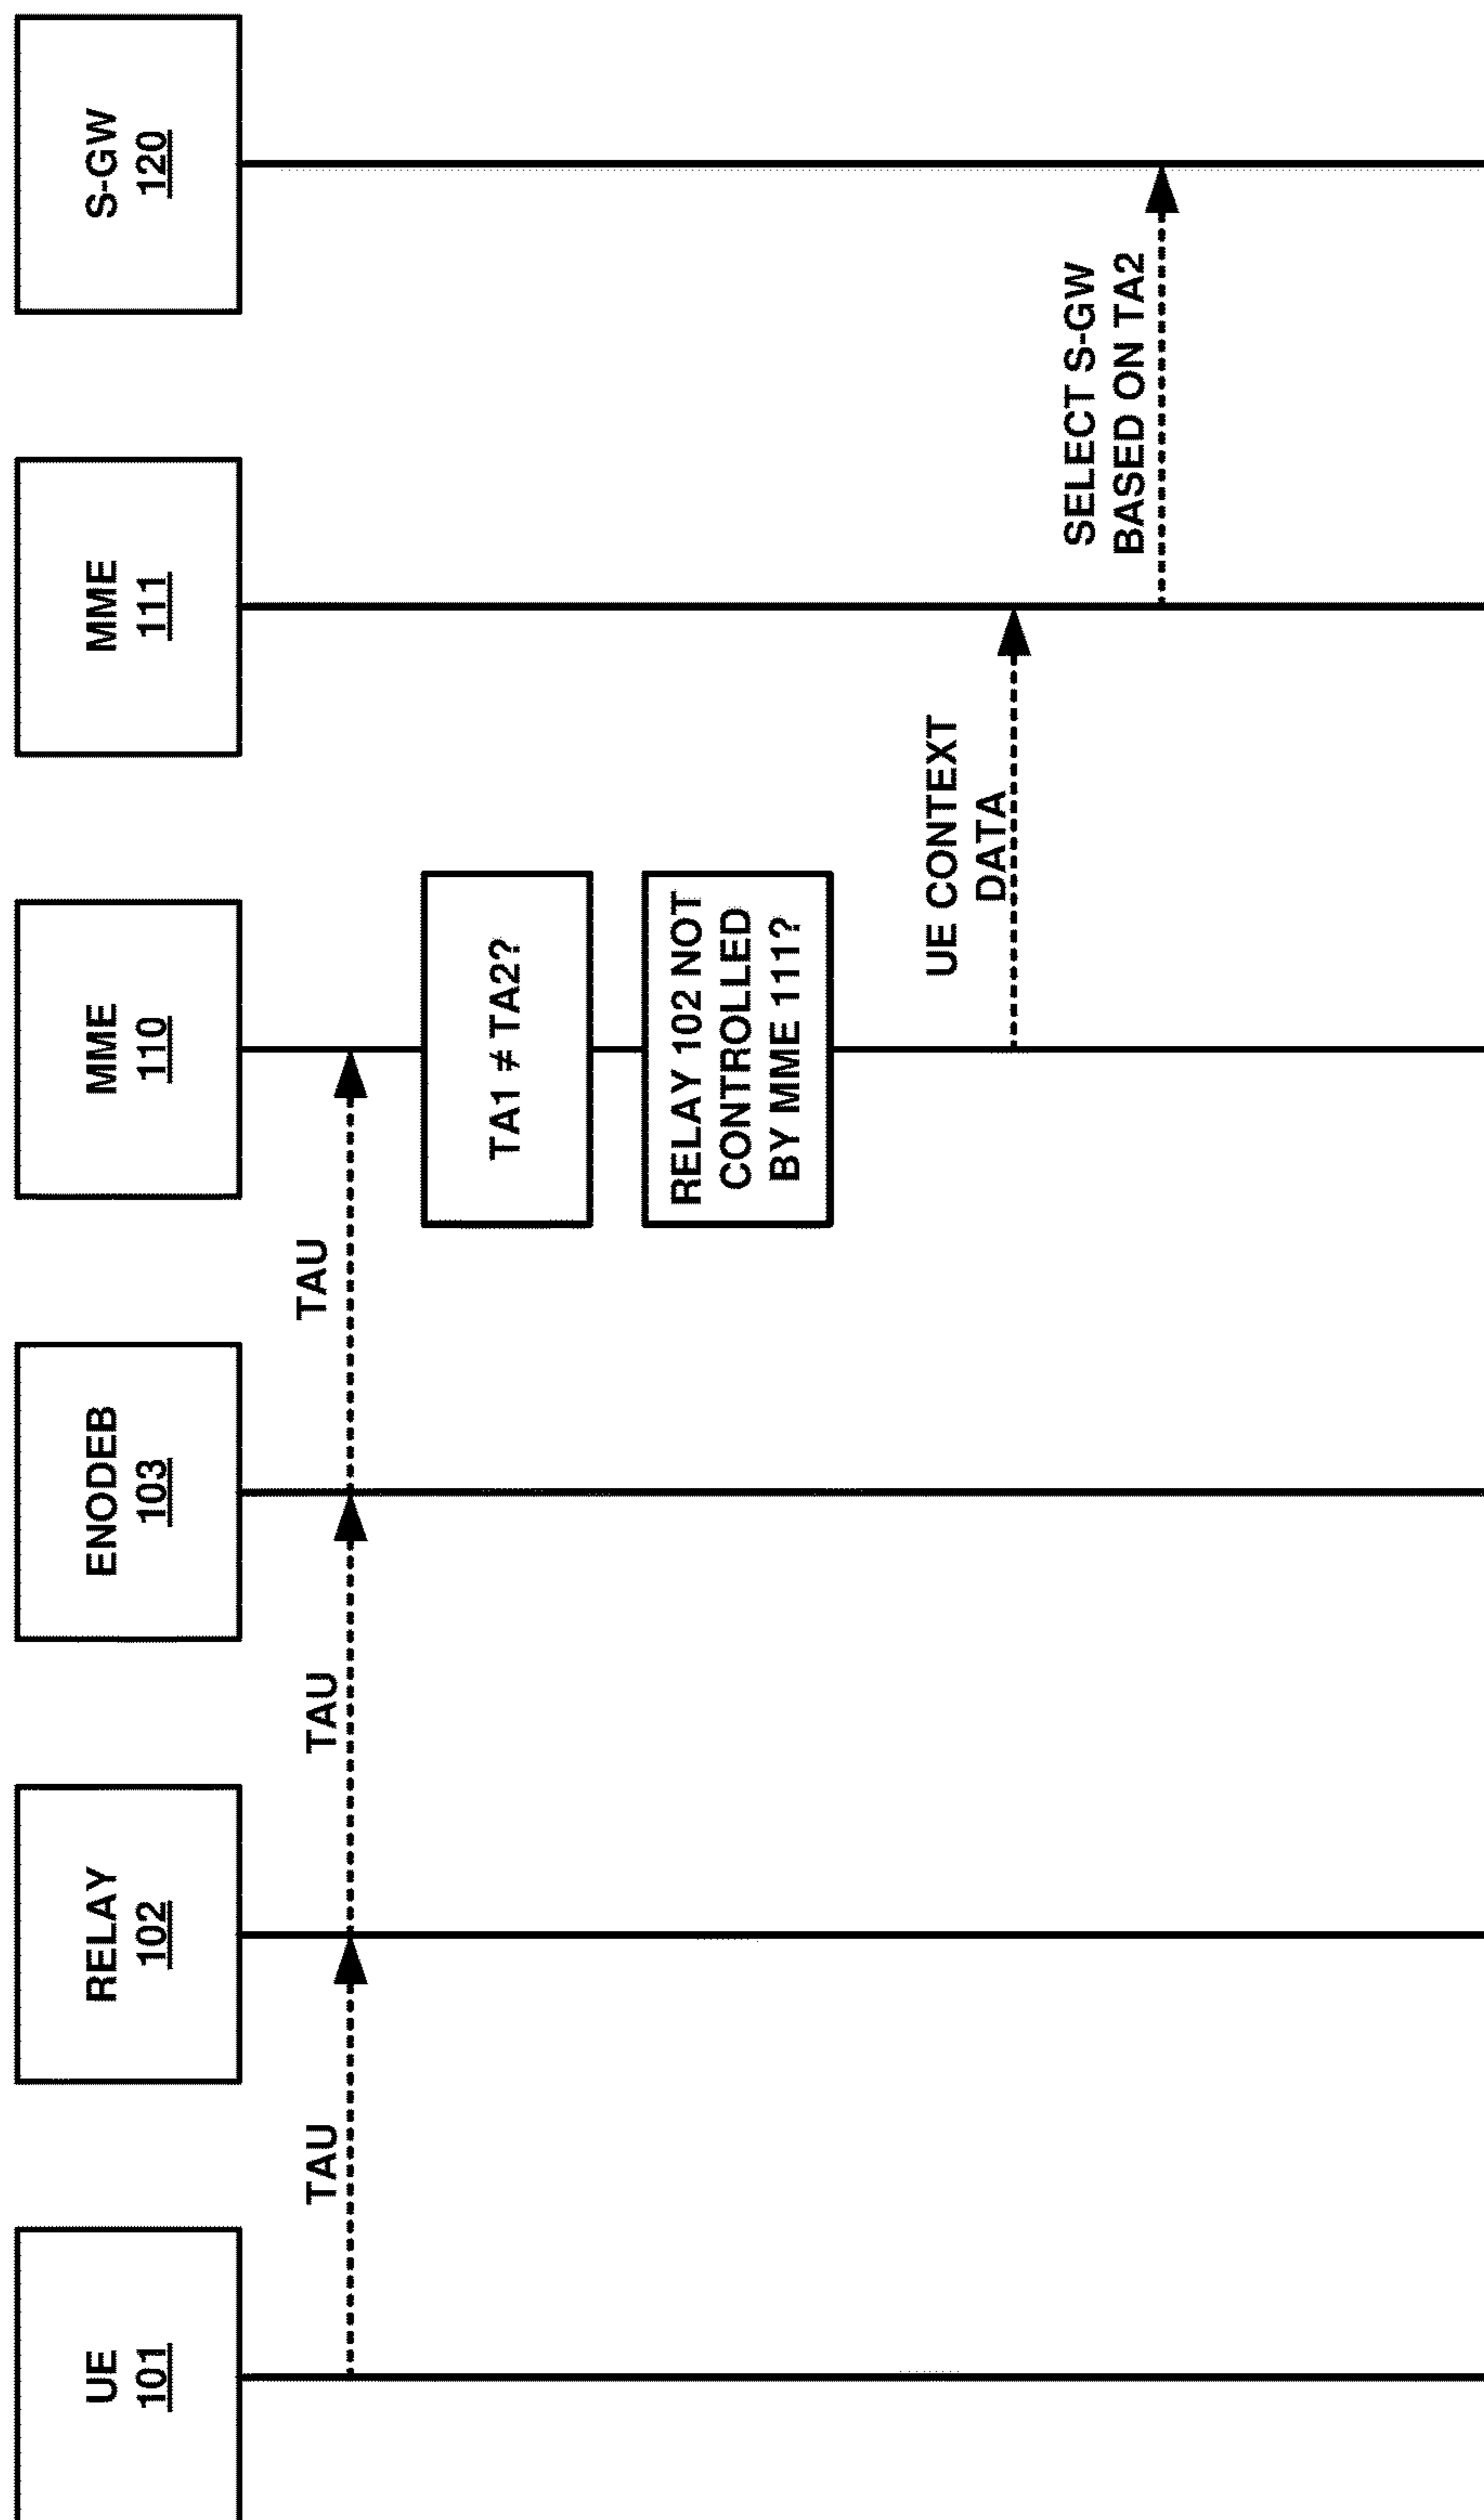 UE
101
RELAY
102
ENODEB
103
MME
110
MME
111
S-GW
120
TAU
TAU
TAU
TA1 ≠ TA2?
RELAY 102 NOT
CONTROLLED
BY MME 111?
UE CONTEXT
DATA
SELECT S-GW
BASED ON TA2